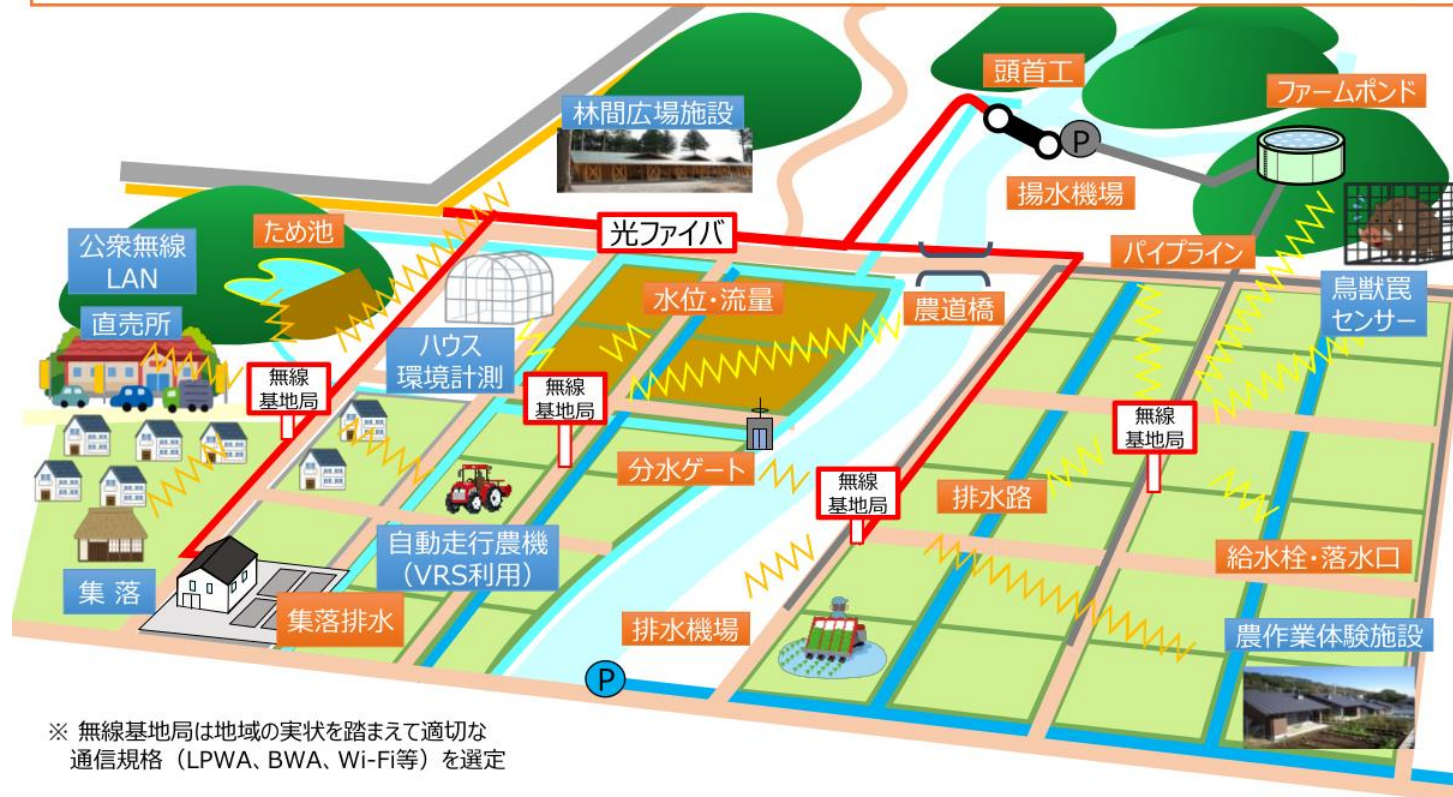 頭首工
P
ファームポンド
林間広場施設
揚水機場
光ファイバ
ため池
公衆無線
LAN
パイプライン
水位・流量
農道橋
鳥獣罠
センサー
直売所
ハウス
環境計測
無線
基地局
無線
基地局
無線
基地局
分水ゲート
無線
基地局
排水路
自動走行農機
（VRS利用）
給水栓・落水口
集 落
集落排水
排水機場
農作業体験施設
P
※ 無線基地局は地域の実状を踏まえて適切な
通信規格（LPWA、BWA、Wi-Fi等）を選定